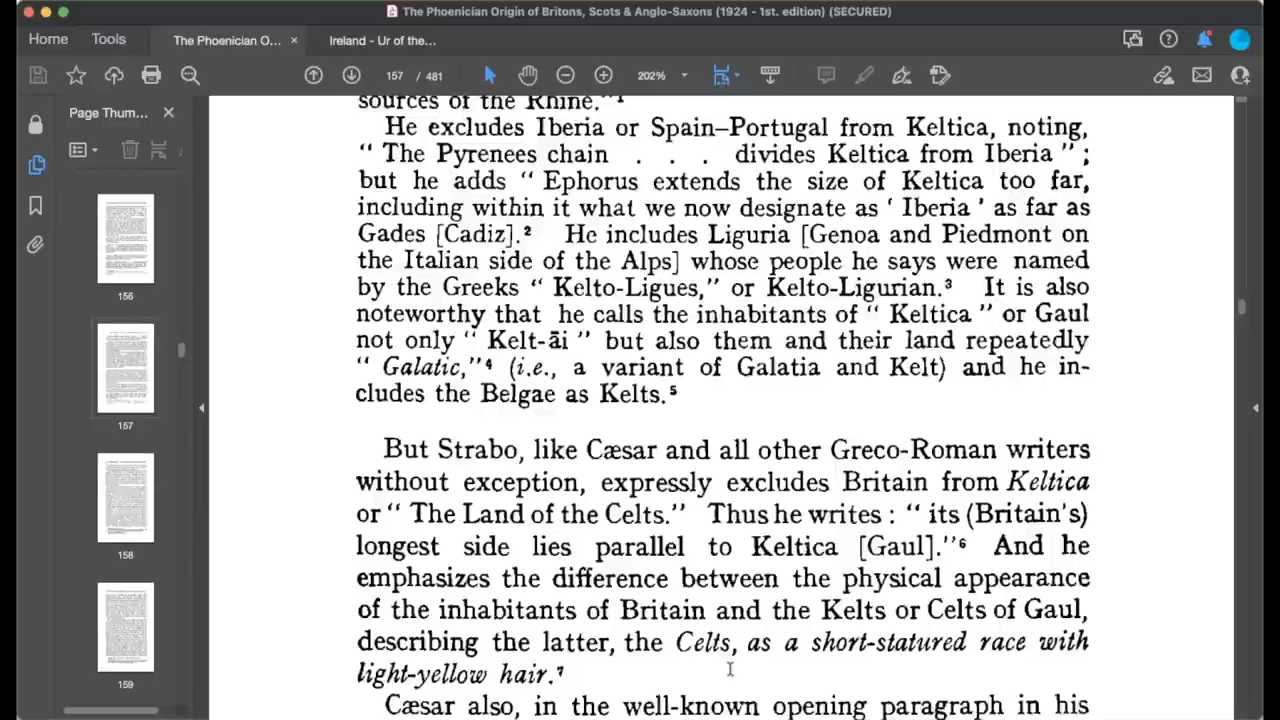 The Phoenician Origin of Britons, Scots & Anglo-Saxons (1924 - 1st. edition) (SECURED)
Home Tools The Phoenician O... × Ireland - Ur of the...
157 / 481 202%
Page Thum... ×
156
157
158
159
sources of the Rhine."¹
He excludes Iberia or Spain–Portugal from Keltica, noting,
" The Pyrenees chain . . . divides Keltica from Iberia " ;
but he adds " Ephorus extends the size of Keltica too far,
including within it what we now designate as ' Iberia ' as far as
Gades [Cadiz].² He includes Liguria [Genoa and Piedmont on
the Italian side of the Alps] whose people he says were named
by the Greeks " Kelto-Ligues," or Kelto-Ligurian.³ It is also
noteworthy that he calls the inhabitants of " Keltica " or Gaul
not only " Kelt-āi " but also them and their land repeatedly
" Galatic,"⁴ (i.e., a variant of Galatia and Kelt) and he in-
cludes the Belgae as Kelts.⁵
But Strabo, like Cæsar and all other Greco-Roman writers
without exception, expressly excludes Britain from Keltica
or " The Land of the Celts." Thus he writes : " its (Britain's)
longest side lies parallel to Keltica [Gaul]."⁶ And he
emphasizes the difference between the physical appearance
of the inhabitants of Britain and the Kelts or Celts of Gaul,
describing the latter, the Celts, as a short-statured race with
light-yellow hair.⁷
Cæsar also, in the well-known opening paragraph in his